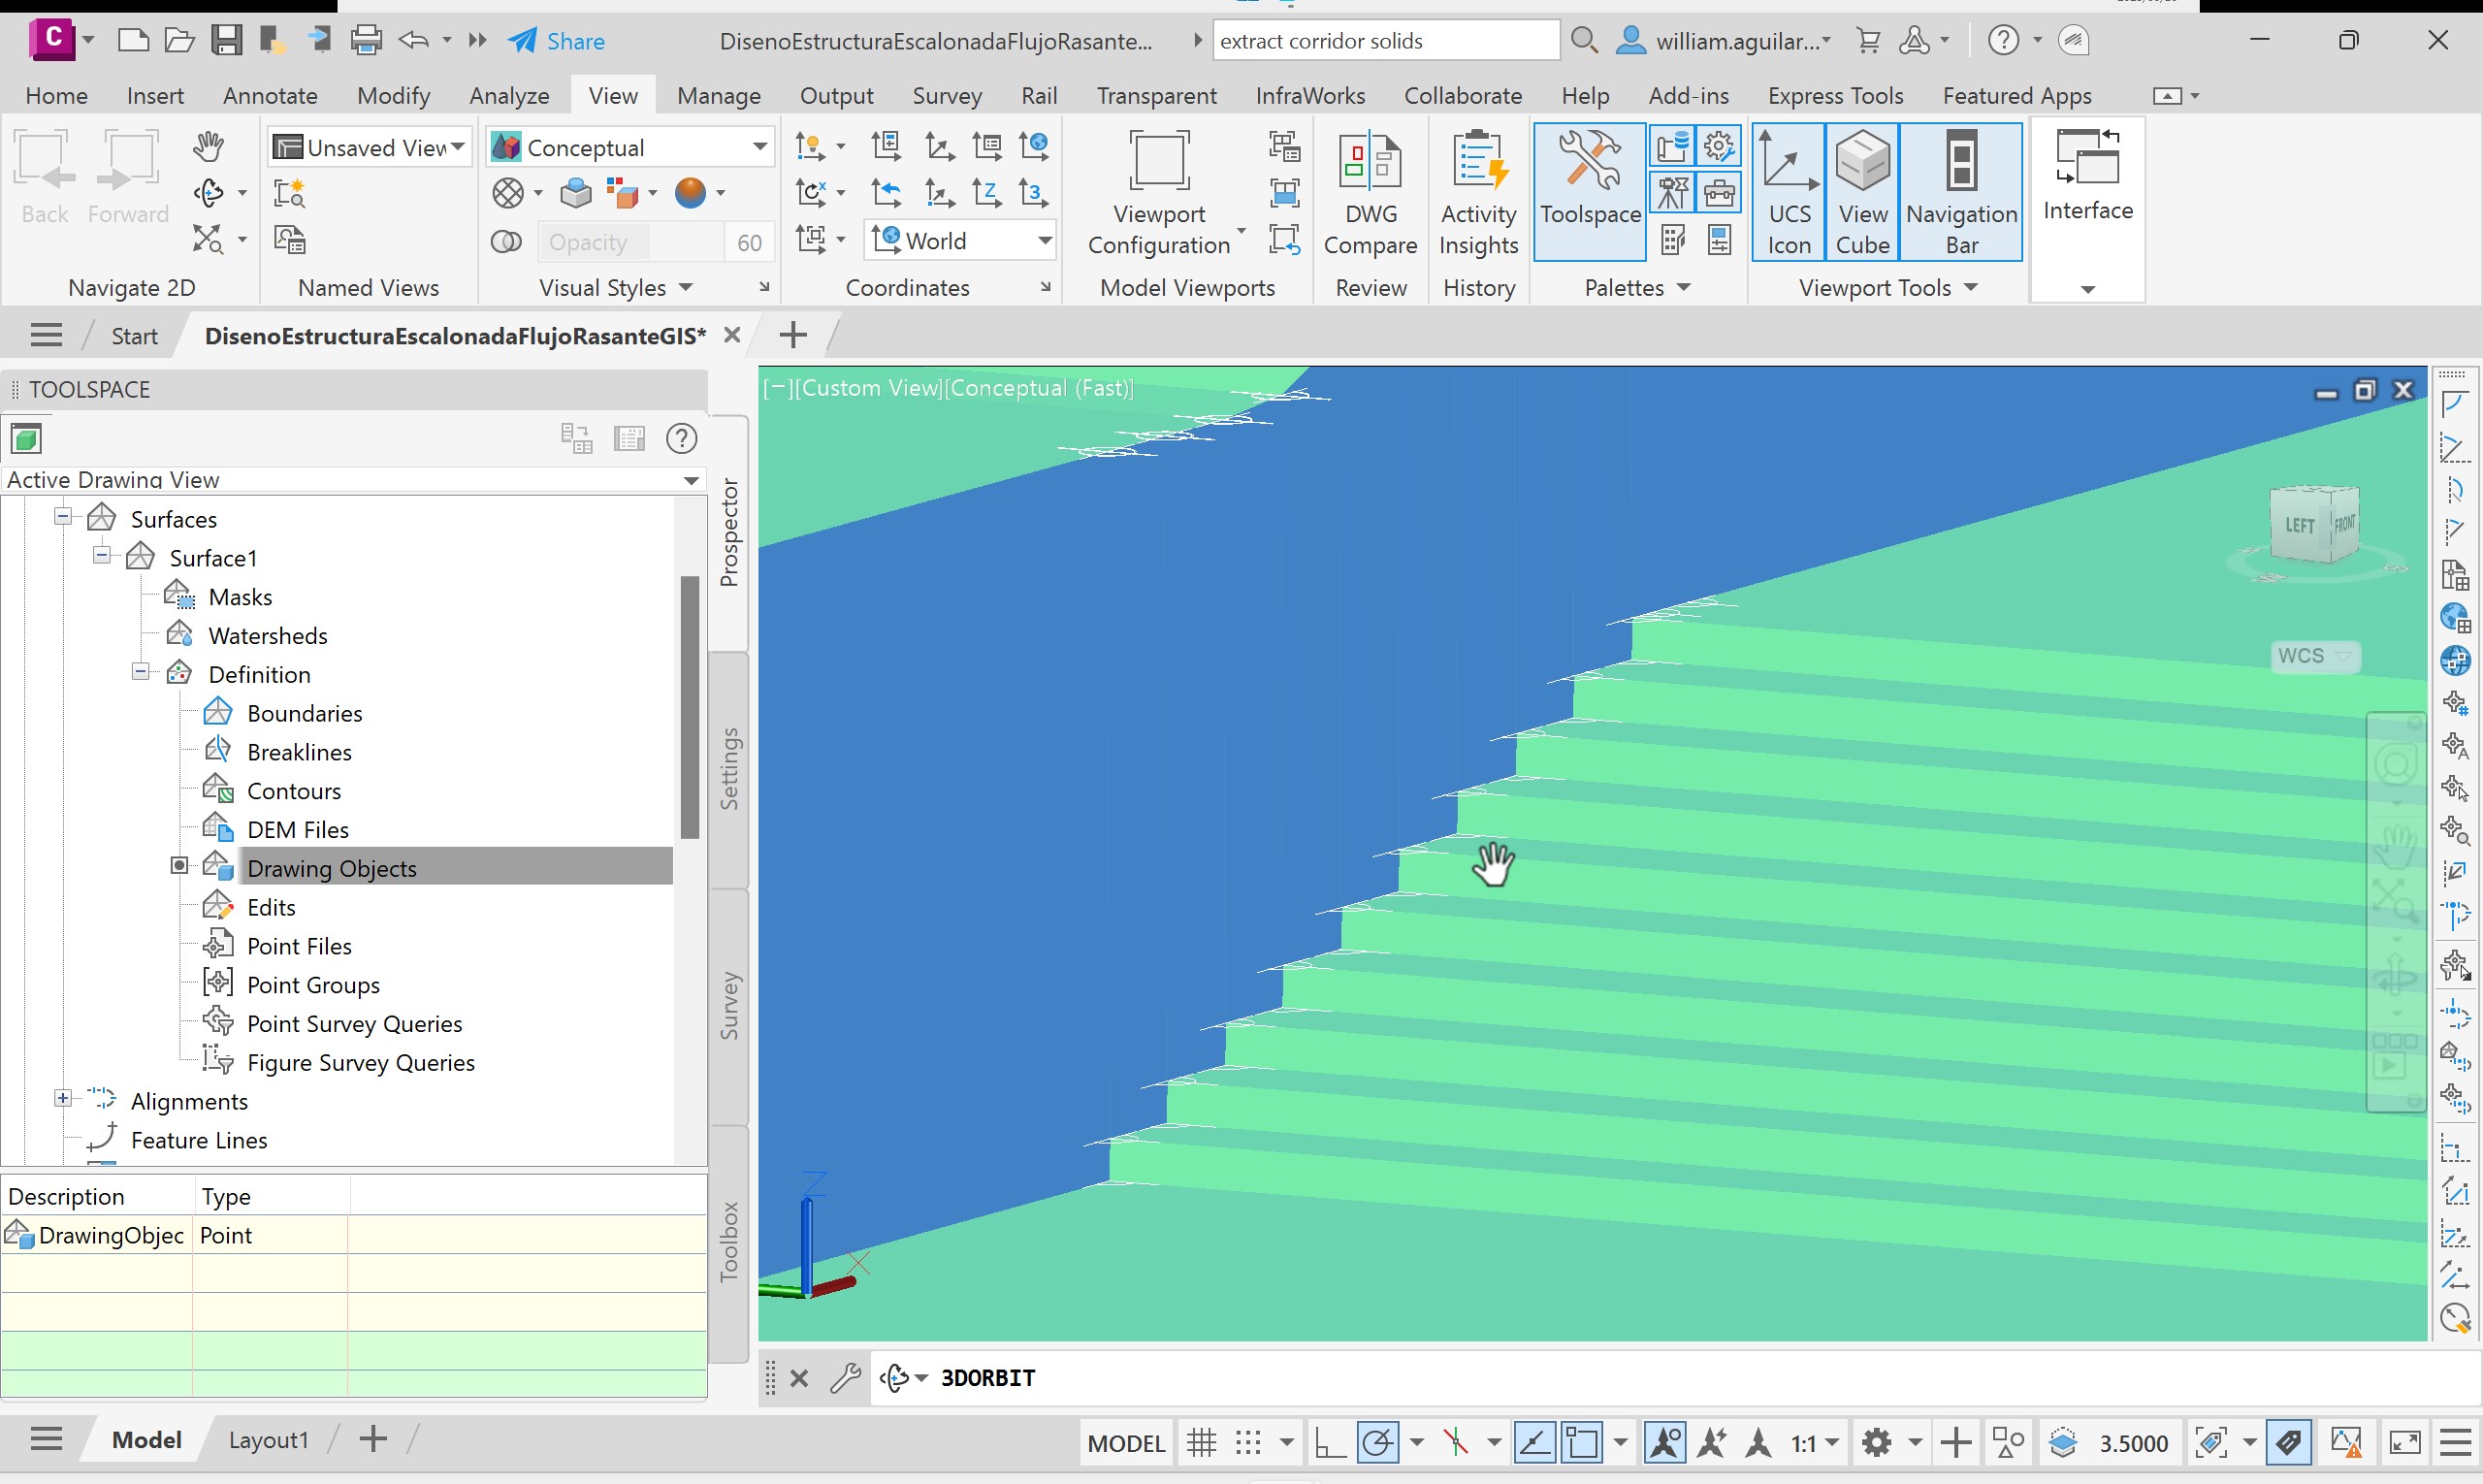 C
Share
DisenoEstructuraEscalonadaFlujoRasante...
extract corridor solids
william.aguilar...
Home Insert Annotate Modify Analyze View Manage Output Survey Rail Transparent InfraWorks Collaborate Help Add-ins Express Tools Featured Apps
Back
Forward
Navigate 2D
Unsaved View
Named Views
Conceptual
Opacity
60
Visual Styles
World
Coordinates
Viewport
Configuration
Model Viewports
DWG
Compare
Review
Activity
Insights
History
Toolspace
Palettes
UCS
Icon
View
Cube
Navigation
Bar
Viewport Tools
Interface
Start
DisenoEstructuraEscalonadaFlujoRasanteGIS*
TOOLSPACE
Active Drawing View
Surfaces
Surface1
Masks
Watersheds
Definition
Boundaries
Breaklines
Contours
DEM Files
Drawing Objects
Edits
Point Files
Point Groups
Point Survey Queries
Figure Survey Queries
Alignments
Feature Lines
Description Type
DrawingObjec Point
Prospector
Settings
Survey
Toolbox
[−][Custom View][Conceptual (Fast)]
LEFT
FRONT
WCS
Z
X
3DORBIT
Model
Layout1
MODEL
1:1
3.5000